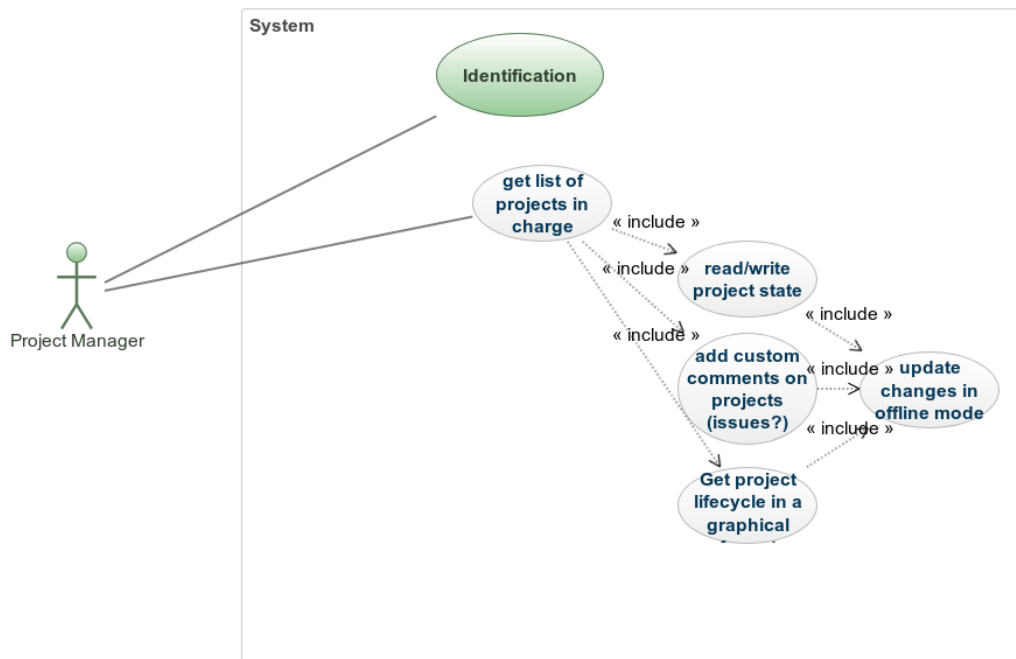 System
Identification
get list of
projects in
charge
« include »
« include »
read/write
project state
« include »
« include »
Project Manager
add custom
comments on
projects
(issues?)
« include »
update
changes in
offline mode
« include »
Get project
lifecycle in a
graphical